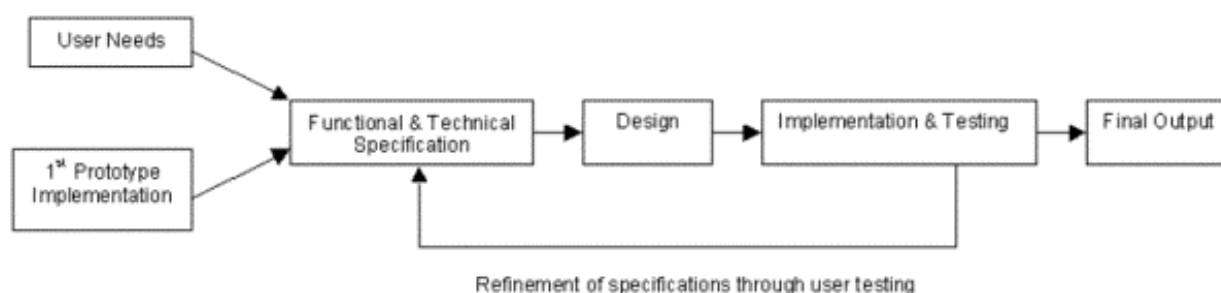 User Needs
Functional & Technical
Specification
Design
Implementation & Testing
Final Output
1st Prototype
Implementation
Refinement of specifications through user testing